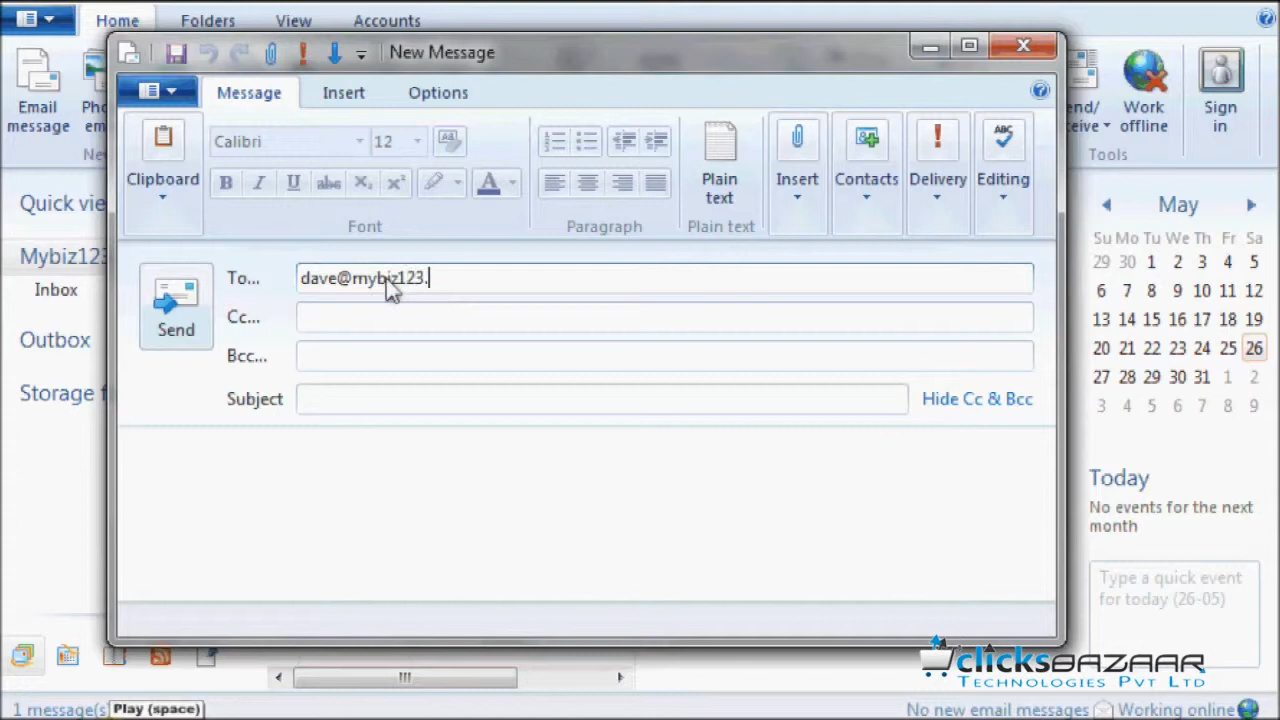 Home Folders View Accounts
New Message
Message Insert Options
Email message
Clipboard
Calibri 12
B I U abc X₂ X²
A
Font
Paragraph
Plain text
Plain text
Insert
Contacts
Delivery
ABC
Editing
Work offline
Sign in
Tools
Quick
Mybiz123
Inbox
Outbox
Storage
Send
To... dave@mybiz123.
Cc...
Bcc...
Subject
Hide Cc & Bcc
May
Su Mo Tu We Th Fr Sa
29 30 1 2 3 4 5
6 7 8 9 10 11 12
13 14 15 16 17 18 19
20 21 22 23 24 25 26
27 28 29 30 31 1 2
3 4 5 6 7 8 9
Today
No events for the next
month
Type a quick event
for today (26-05)
clicksBAZAAR
TECHNOLOGIES PVT LTD
1 message(s) Play (space)
No new email messages Working online